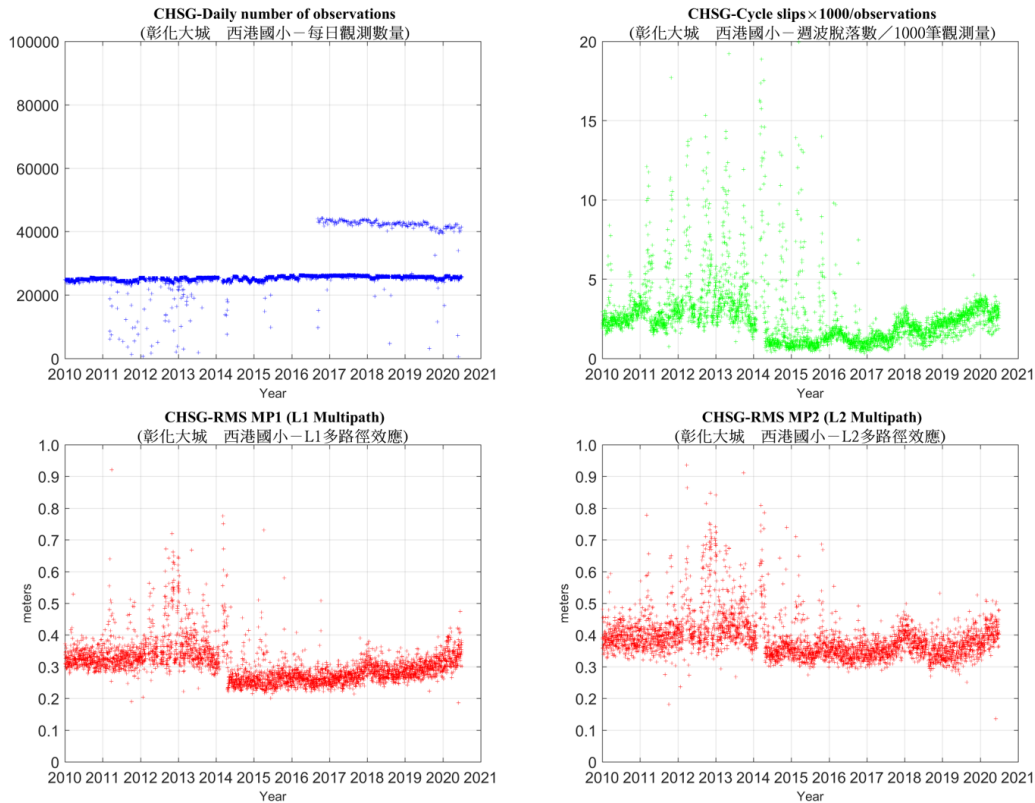 CHSG-Daily number of observations
(彰化大城 西港國小－每日觀測數量)
100000
80000
60000
40000
20000
0
2010 2011 2012 2013 2014 2015 2016 2017 2018 2019 2020 2021
Year
CHSG-Cycle slips×1000/observations
(彰化大城 西港國小－週波脫落數／1000筆觀測量)
20
15
10
5
0
2010 2011 2012 2013 2014 2015 2016 2017 2018 2019 2020 2021
Year
CHSG-RMS MP1 (L1 Multipath)
(彰化大城 西港國小－L1多路徑效應)
meters
1.0
0.9
0.8
0.7
0.6
0.5
0.4
0.3
0.2
0.1
0
2010 2011 2012 2013 2014 2015 2016 2017 2018 2019 2020 2021
Year
CHSG-RMS MP2 (L2 Multipath)
(彰化大城 西港國小－L2多路徑效應)
meters
1.0
0.9
0.8
0.7
0.6
0.5
0.4
0.3
0.2
0.1
0
2010 2011 2012 2013 2014 2015 2016 2017 2018 2019 2020 2021
Year